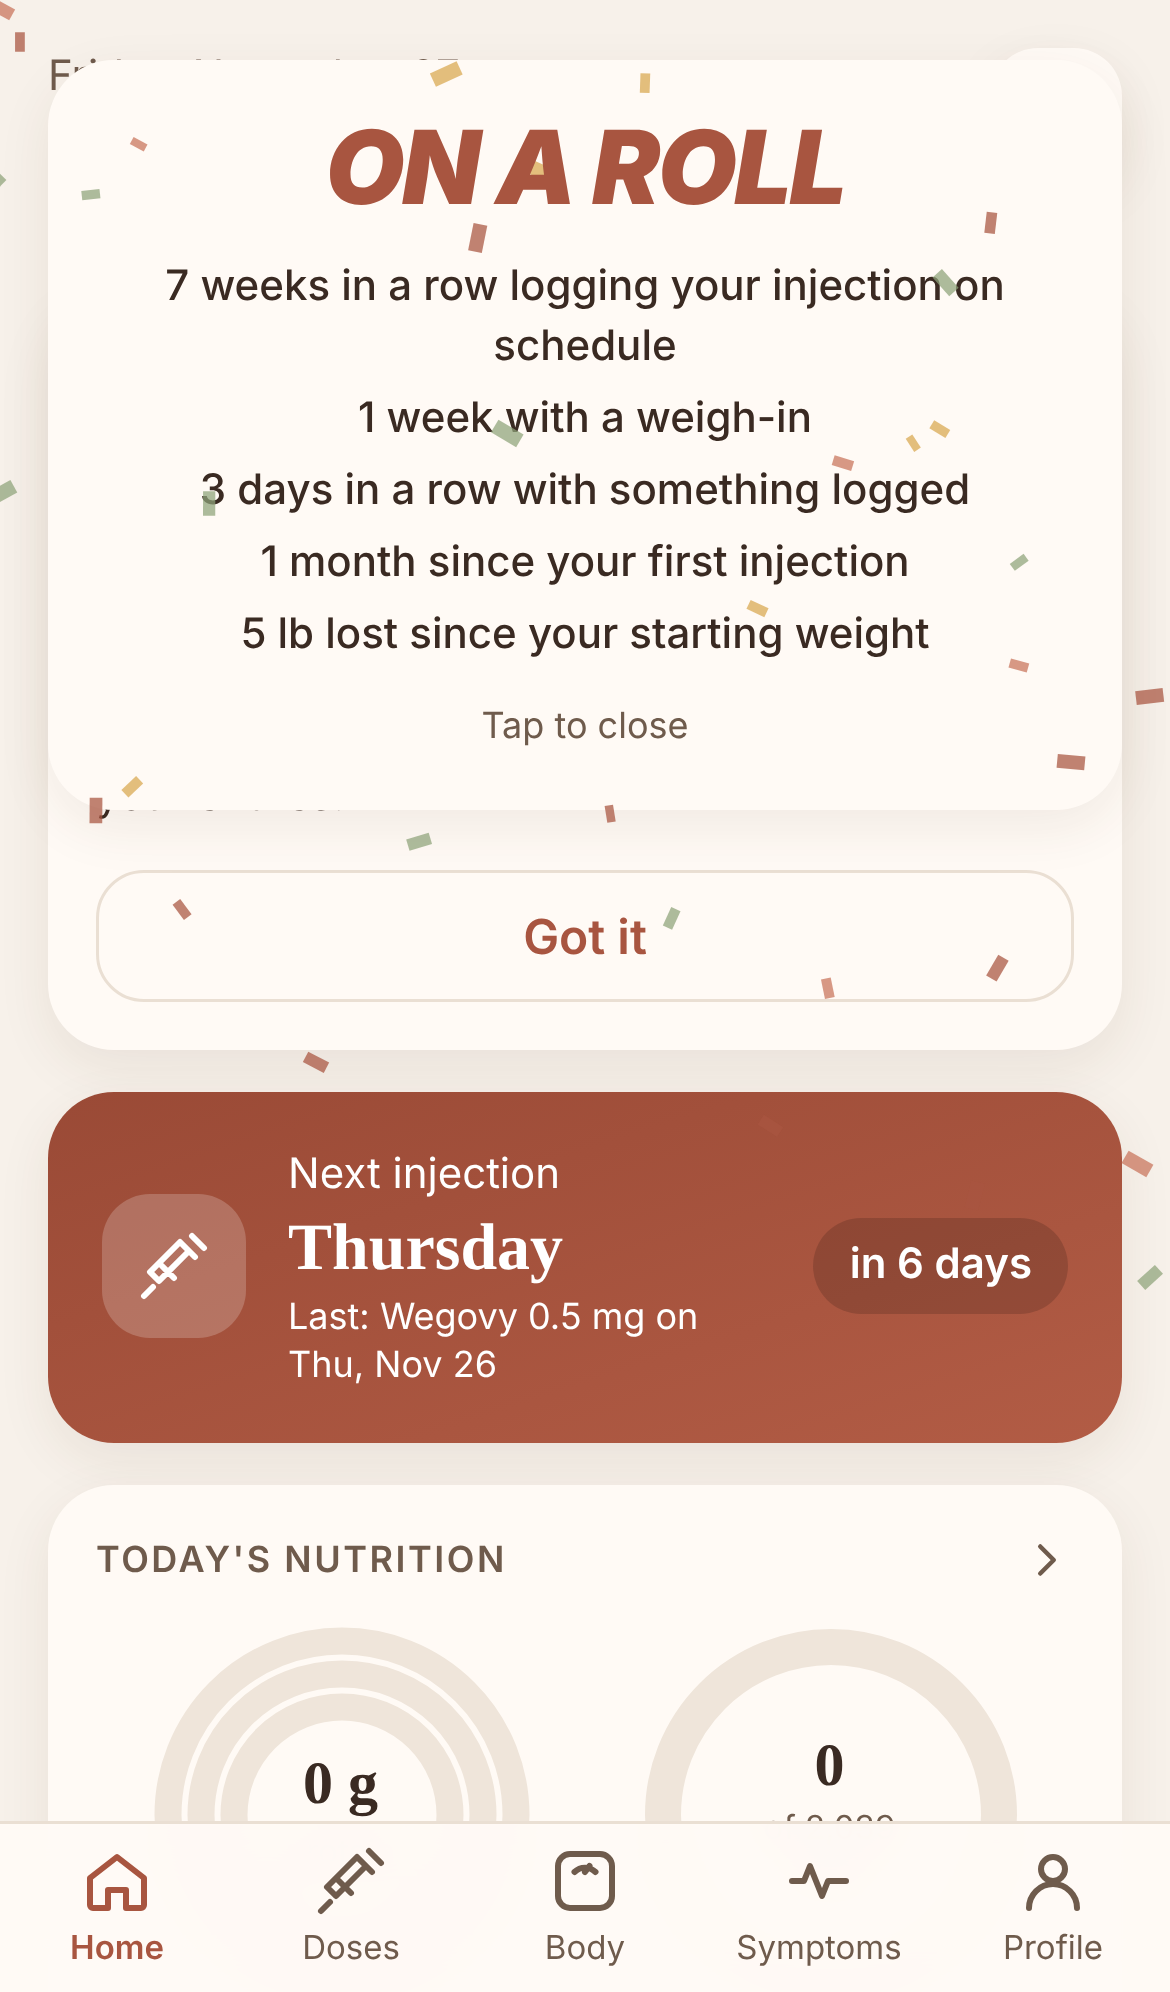 ON A ROLL
7 weeks in a row logging your injection on
schedule
1 week with a weigh-in
3 days in a row with something logged
1 month since your first injection
5 lb lost since your starting weight
Tap to close
Got it
Next injection
Thursday
in 6 days
Last: Wegovy 0.5 mg on
Thu, Nov 26
TODAY'S NUTRITION
0 g
0
Home
Doses
Body
Symptoms
Profile